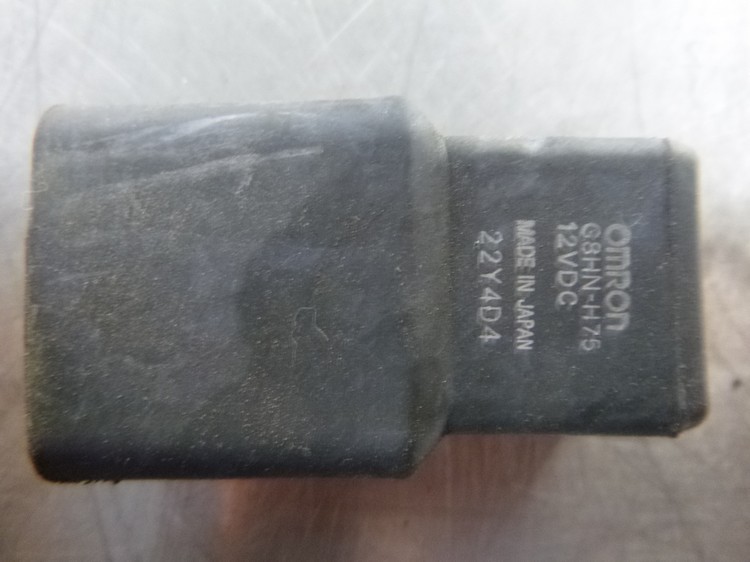 OMRON
G8HN-H75
12VDC
MADE IN JAPAN
22Y4D4